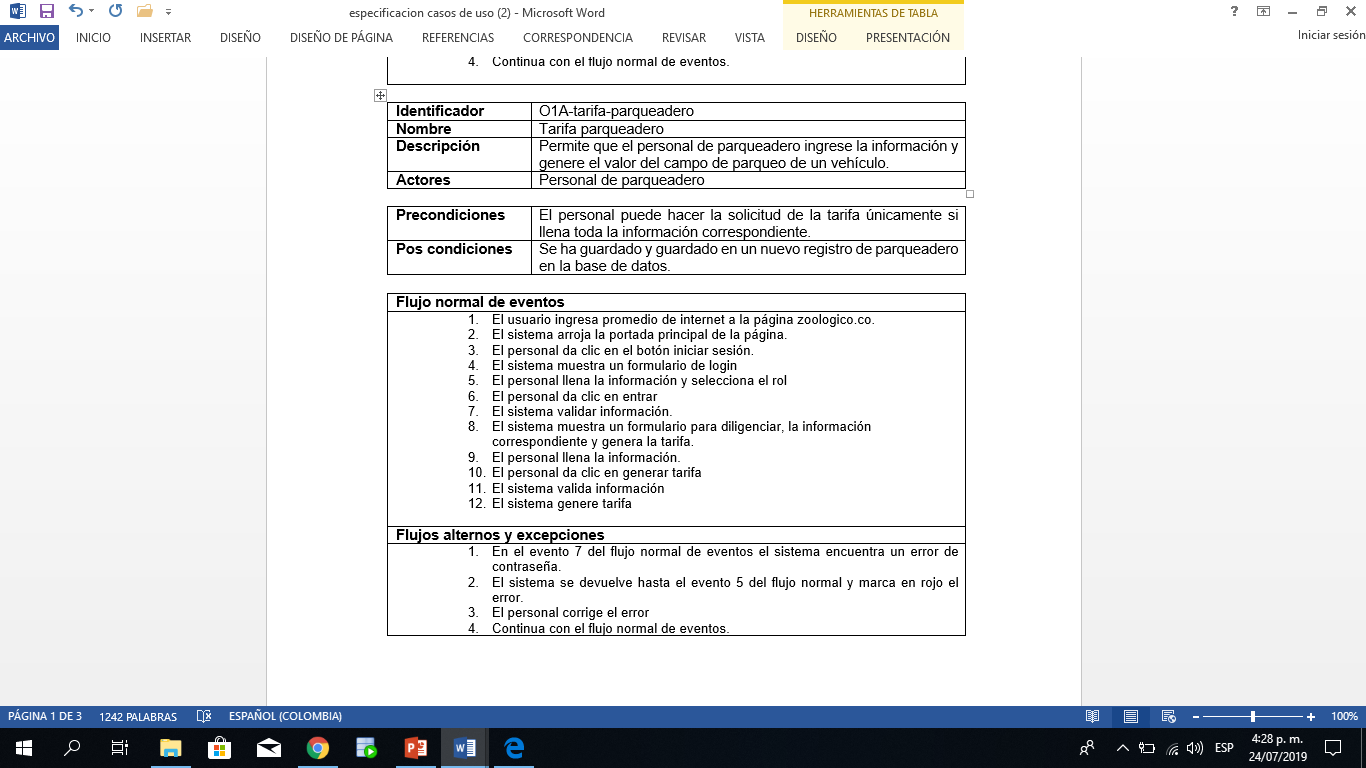 especificacion casos de uso (2) - Microsoft Word
HERRAMIENTAS DE TABLA
?
ARCHIVO INICIO INSERTAR DISEÑO DISEÑO DE PÁGINA REFERENCIAS CORRESPONDENCIA REVISAR VISTA DISEÑO PRESENTACIÓN
Iniciar sesión
4. Continua con el flujo normal de eventos.
Identificador O1A-tarifa-parqueadero
Nombre Tarifa parqueadero
Descripción Permite que el personal de parqueadero ingrese la información y
genere el valor del campo de parqueo de un vehículo.
Actores Personal de parqueadero
Precondiciones El personal puede hacer la solicitud de la tarifa únicamente si
llena toda la información correspondiente.
Pos condiciones Se ha guardado y guardado en un nuevo registro de parqueadero
en la base de datos.
Flujo normal de eventos
1. El usuario ingresa promedio de internet a la página zoologico.co.
2. El sistema arroja la portada principal de la página.
3. El personal da clic en el botón iniciar sesión.
4. El sistema muestra un formulario de login
5. El personal llena la información y selecciona el rol
6. El personal da clic en entrar
7. El sistema validar información.
8. El sistema muestra un formulario para diligenciar, la información
correspondiente y genera la tarifa.
9. El personal llena la información.
10. El personal da clic en generar tarifa
11. El sistema valida información
12. El sistema genere tarifa
Flujos alternos y excepciones
1. En el evento 7 del flujo normal de eventos el sistema encuentra un error de
contraseña.
2. El sistema se devuelve hasta el evento 5 del flujo normal y marca en rojo el
error.
3. El personal corrige el error
4. Continua con el flujo normal de eventos.
PÁGINA 1 DE 3 1242 PALABRAS ESPAÑOL (COLOMBIA) 100%
ESP
4:28 p. m.
24/07/2019